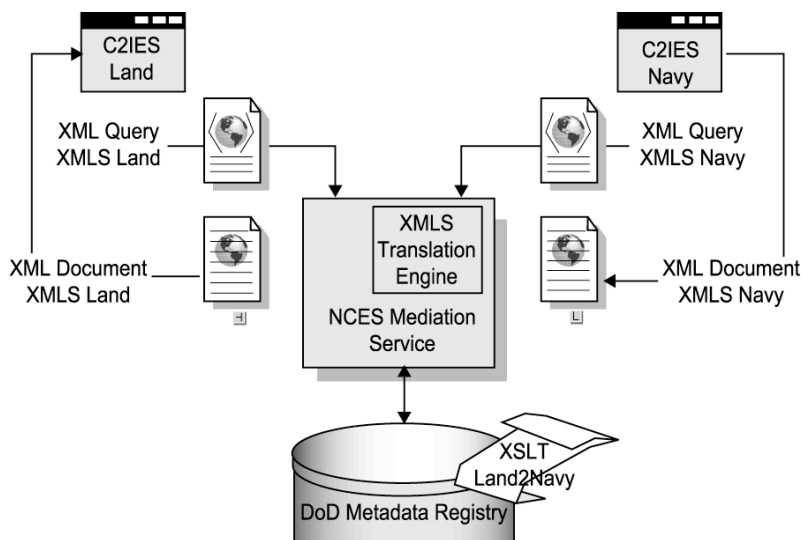 C2IES
Land
C2IES
Navy
XML Query
XMLS Land
XML Query
XMLS Navy
XMLS
Translation
Engine
XML Document
XMLS Land
XML Document
XMLS Navy
NCES Mediation
Service
XSLT
Land2Navy
DoD Metadata Registry